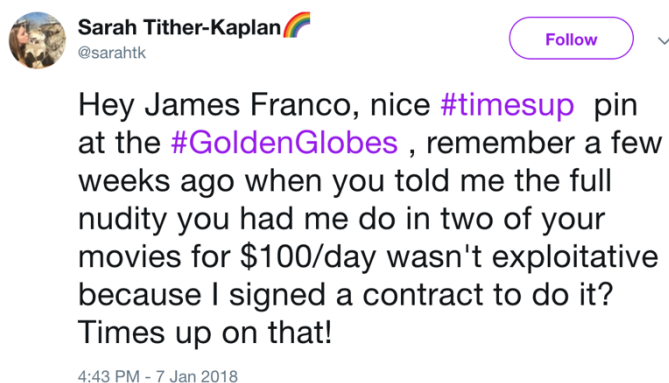 Sarah Tither-Kaplan🌈
@sarahtk
Follow
Hey James Franco, nice #timesup pin
at the #GoldenGlobes , remember a few
weeks ago when you told me the full
nudity you had me do in two of your
movies for $100/day wasn't exploitative
because I signed a contract to do it?
Times up on that!
4:43 PM - 7 Jan 2018